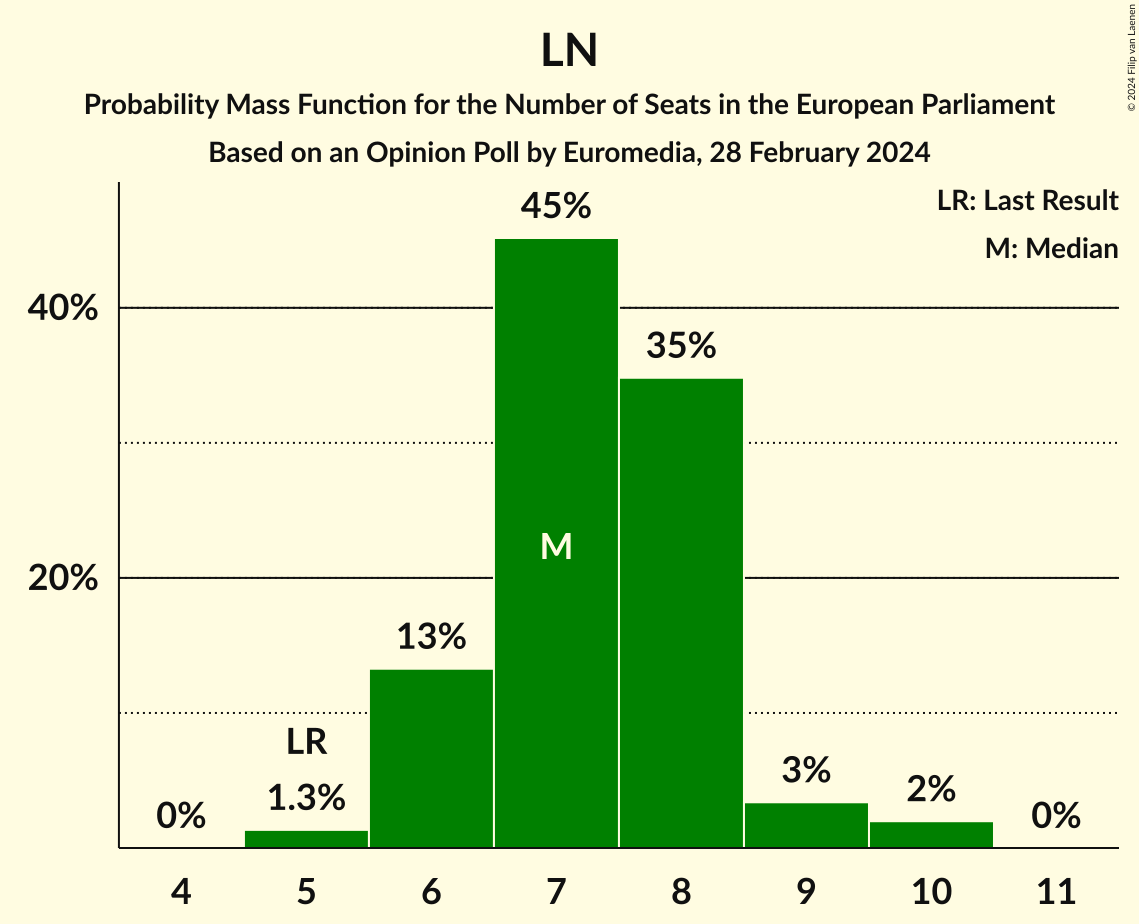 LN
Probability Mass Function for the Number of Seats in the European Parliament
Based on an Opinion Poll by Euromedia, 28 February 2024
© 2024 Filip van Laenen
LR: Last Result
M: Median
45%
40%
35%
M
20%
13%
LR
1.3%
0%
3%
2%
0%
4 5 6 7 8 9 10 11